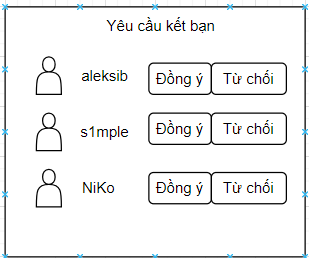 Yêu cầu kết bạn
aleksib Đồng ý Từ chối
s1mple Đồng ý Từ chối
NiKo Đồng ý Từ chối